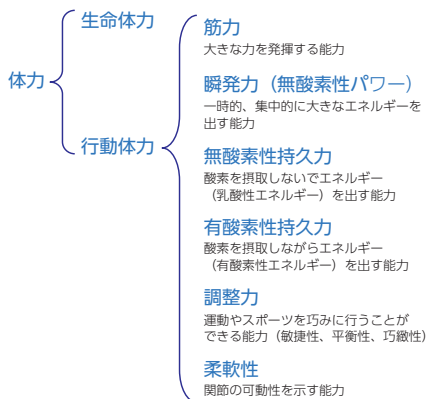 体力
生命体力
行動体力
筋力
大きな力を発揮する能力
瞬発力（無酸素性パワー）
一時的、集中的に大きなエネルギーを
出す能力
無酸素性持久力
酸素を摂取しないでエネルギー
（乳酸性エネルギー）を出す能力
有酸素性持久力
酸素を摂取しながらエネルギー
（有酸素性エネルギー）を出す能力
調整力
運動やスポーツを巧みに行うことが
できる能力（敏捷性、平衡性、巧緻性）
柔軟性
関節の可動性を示す能力